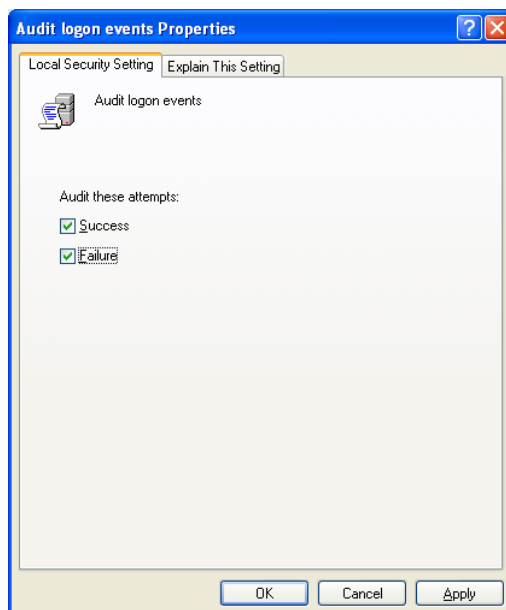 Audit logon events Properties
?
Local Security Setting
Explain This Setting
Audit logon events
Audit these attempts:
Success
Failure
OK
Cancel
Apply